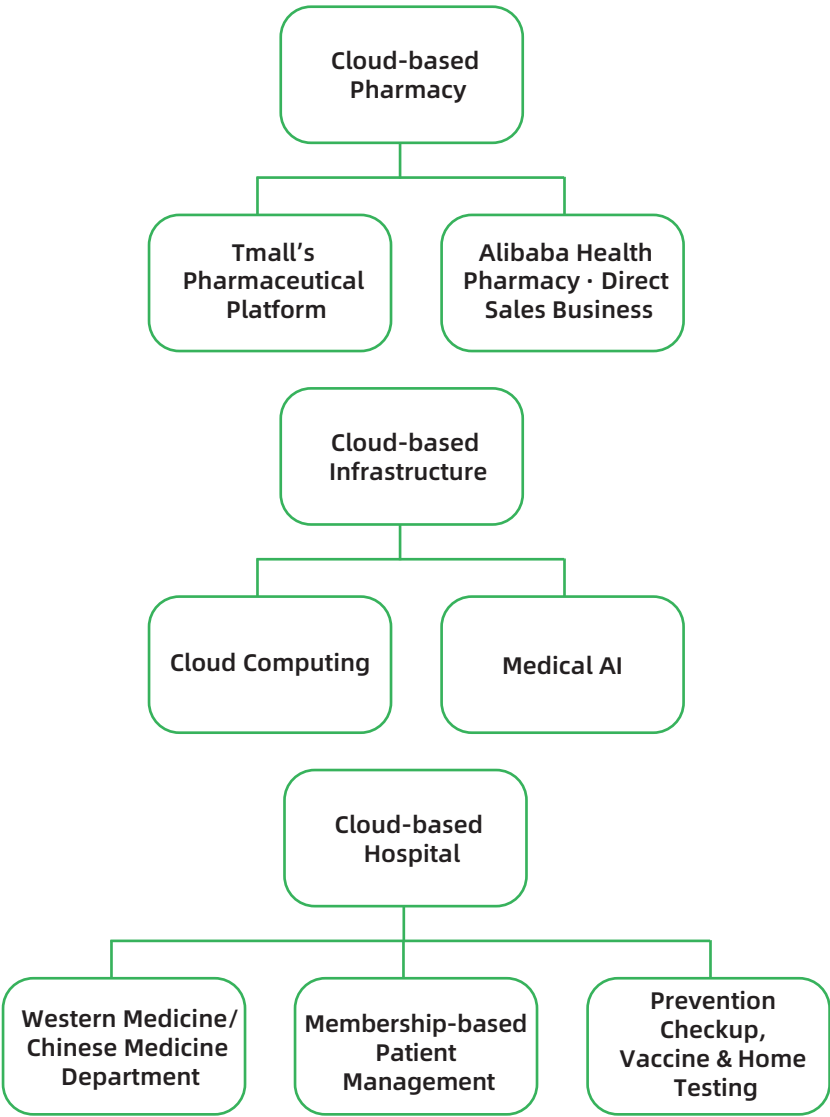 Cloud-based
Pharmacy
Tmall’s
Pharmaceutical
Platform
Alibaba Health
Pharmacy · Direct
Sales Business
Cloud-based
Infrastructure
Cloud Computing
Medical AI
Cloud-based
Hospital
Western Medicine/
Chinese Medicine
Department
Membership-based
Patient
Management
Prevention
Checkup,
Vaccine & Home
Testing